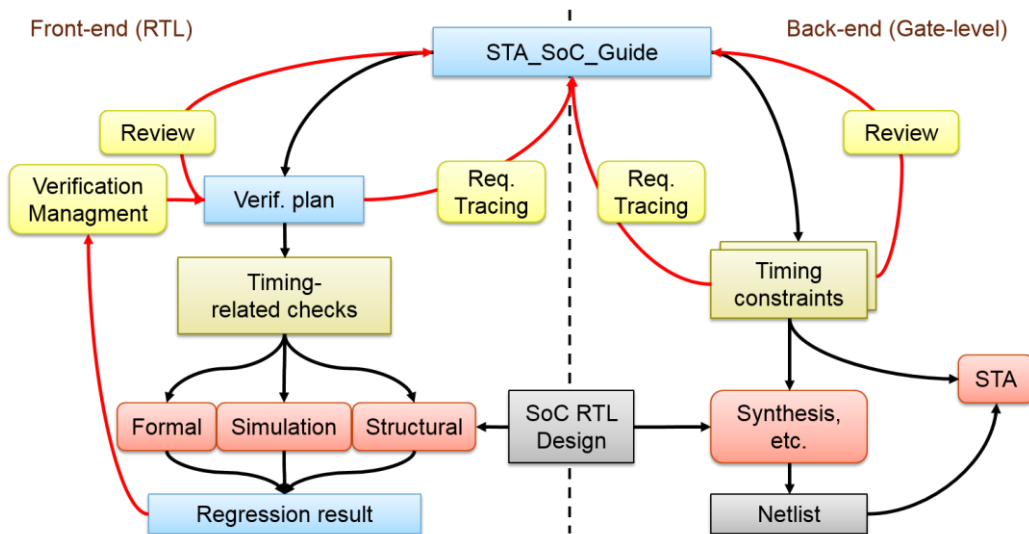 Front-end (RTL)
Back-end (Gate-level)
STA_SoC_Guide
Review
Review
Verification
Managment
Verif. plan
Req.
Tracing
Req.
Tracing
Timing-
related checks
Timing
constraints
STA
Formal
Simulation
Structural
SoC RTL
Design
Synthesis,
etc.
Regression result
Netlist